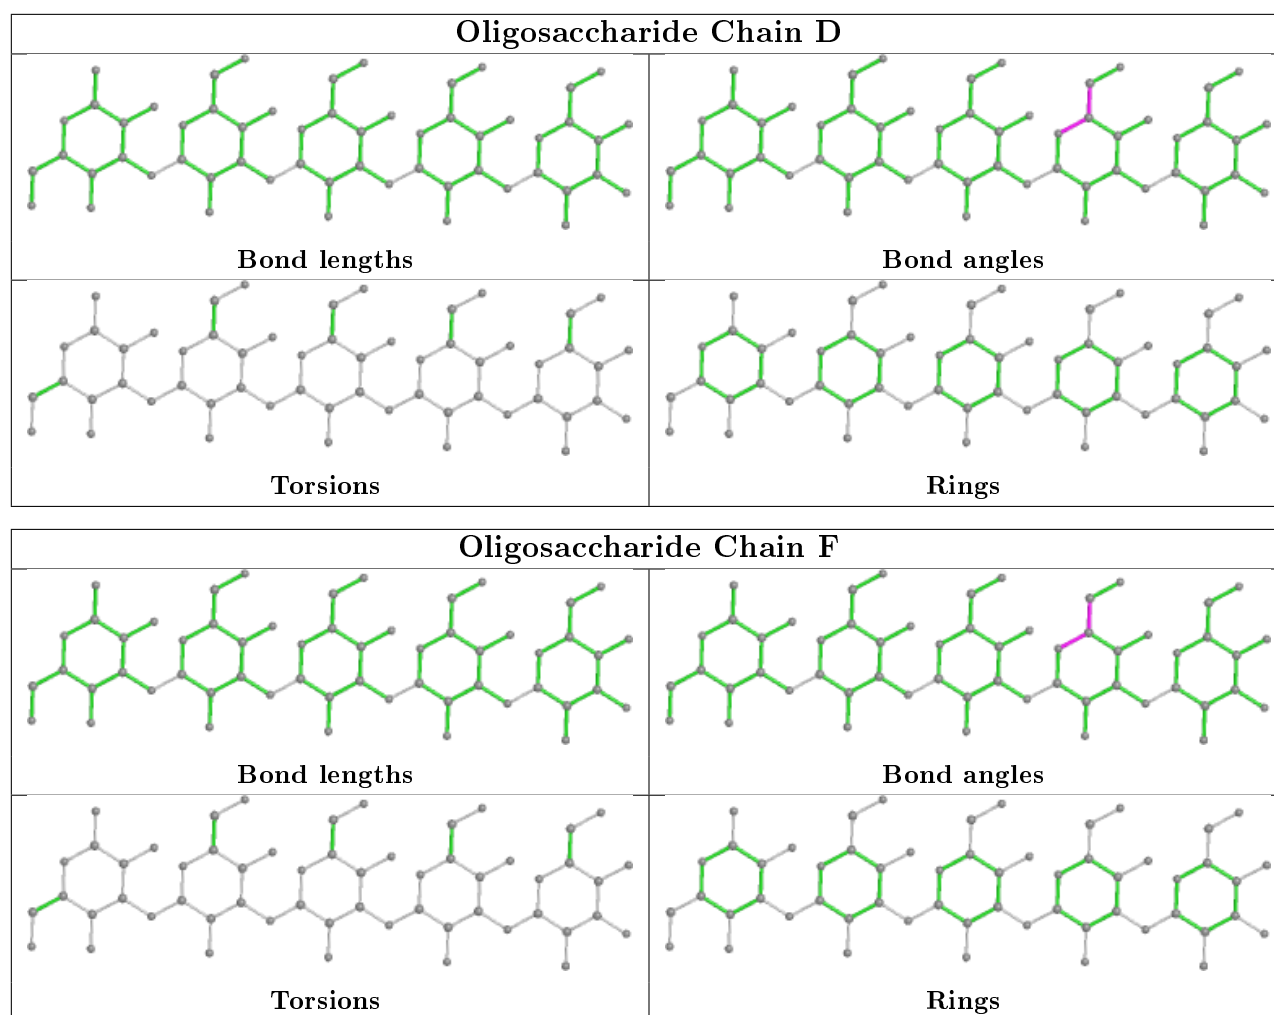 Oligosaccharide Chain D
Bond lengths
Bond angles
Torsions
Rings
Oligosaccharide Chain F
Bond lengths
Bond angles
Torsions
Rings